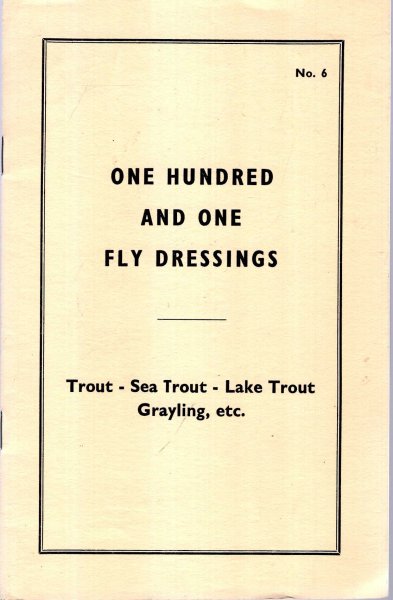 No. 6
ONE HUNDRED
AND ONE
FLY DRESSINGS
Trout - Sea Trout - Lake Trout
Grayling, etc.